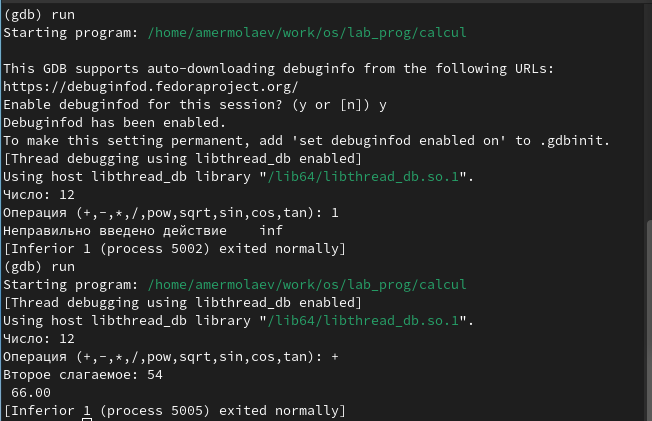 (gdb) run
Starting program: /home/amermolaev/work/os/lab_prog/calcul
This GDB supports auto-downloading debuginfo from the following URLs:
https://debuginfod.fedoraproject.org/
Enable debuginfod for this session? (y or [n]) y
Debuginfod has been enabled.
To make this setting permanent, add 'set debuginfod enabled on' to .gdbinit.
[Thread debugging using libthread_db enabled]
Using host libthread_db library "/lib64/libthread_db.so.1".
Число: 12
Операция (+,-,*,/,pow,sqrt,sin,cos,tan): 1
Неправильно введено действие    inf
[Inferior 1 (process 5002) exited normally]
(gdb) run
Starting program: /home/amermolaev/work/os/lab_prog/calcul
[Thread debugging using libthread_db enabled]
Using host libthread_db library "/lib64/libthread_db.so.1".
Число: 12
Операция (+,-,*,/,pow,sqrt,sin,cos,tan): +
Второе слагаемое: 54
 66.00
[Inferior 1 (process 5005) exited normally]